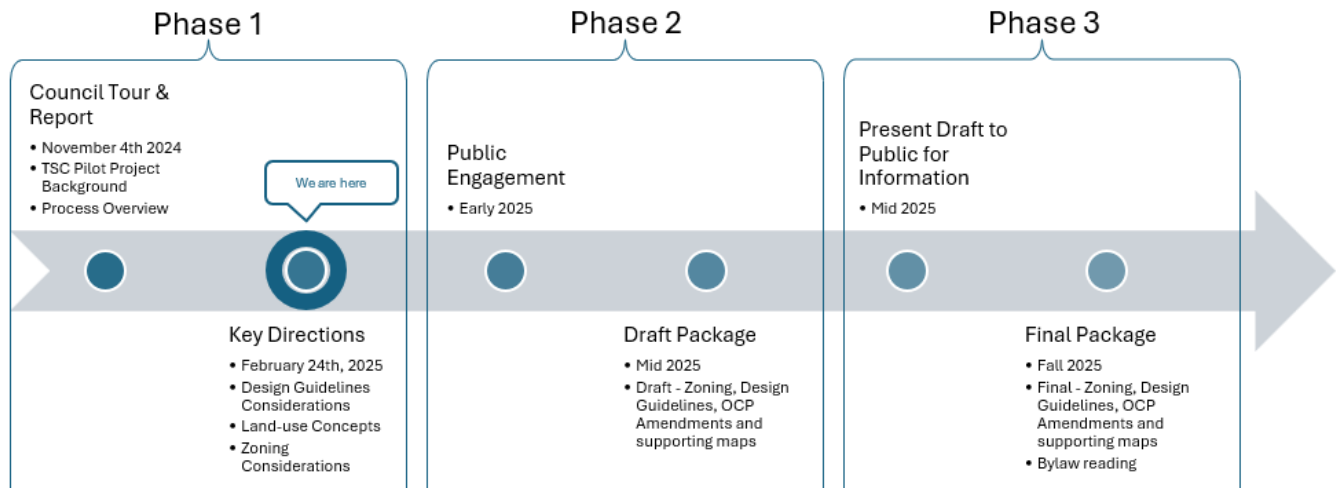 Phase 1
Phase 2
Phase 3
Council Tour &
Report
• November 4th 2024
• TSC Pilot Project
Background
• Process Overview
We are here
Key Directions
• February 24th, 2025
• Design Guidelines
Considerations
• Land-use Concepts
• Zoning
Considerations
Public
Engagement
• Early 2025
Draft Package
• Mid 2025
• Draft - Zoning, Design
Guidelines, OCP
Amendments and
supporting maps
Present Draft to
Public for
Information
• Mid 2025
Final Package
• Fall 2025
• Final - Zoning, Design
Guidelines, OCP
Amendments and
supporting maps
• Bylaw reading